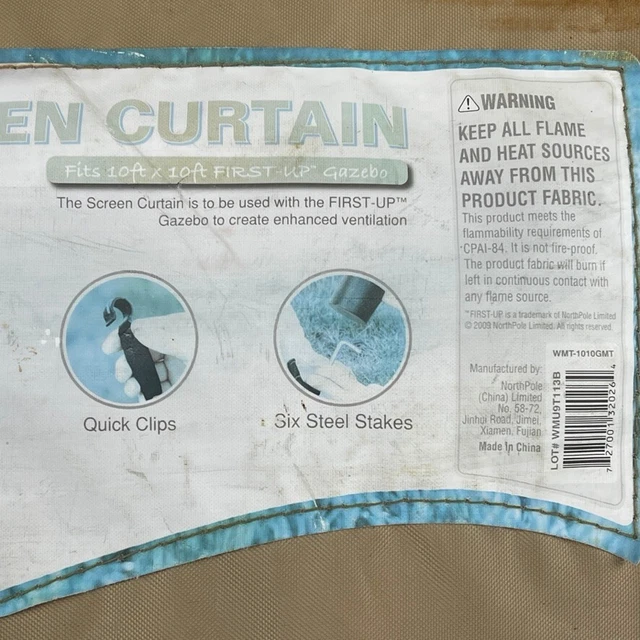 EN CURTAIN
Fits 10ft x 10ft FIRST-UP™ Gazebo
The Screen Curtain is to be used with the FIRST-UP™
Gazebo to create enhanced ventilation
Quick Clips
Six Steel Stakes
⚠WARNING
KEEP ALL FLAME
AND HEAT SOURCES
AWAY FROM THIS
PRODUCT FABRIC.
This product meets the
flammability requirements of
CPAI-84. It is not fire-proof.
The product fabric will burn if
left in continuous contact with
any flame source.
™FIRST-UP is a trademark of NorthPole Limited
© 2009 NorthPole Limited. All rights reserved.
WMT-1010GMT
Manufactured by:
NorthPole
(China) Limited
No. 58-72,
Jinhui Road, Jimei,
Xiamen, Fujian
Made In China
LOT# WMU9T113B